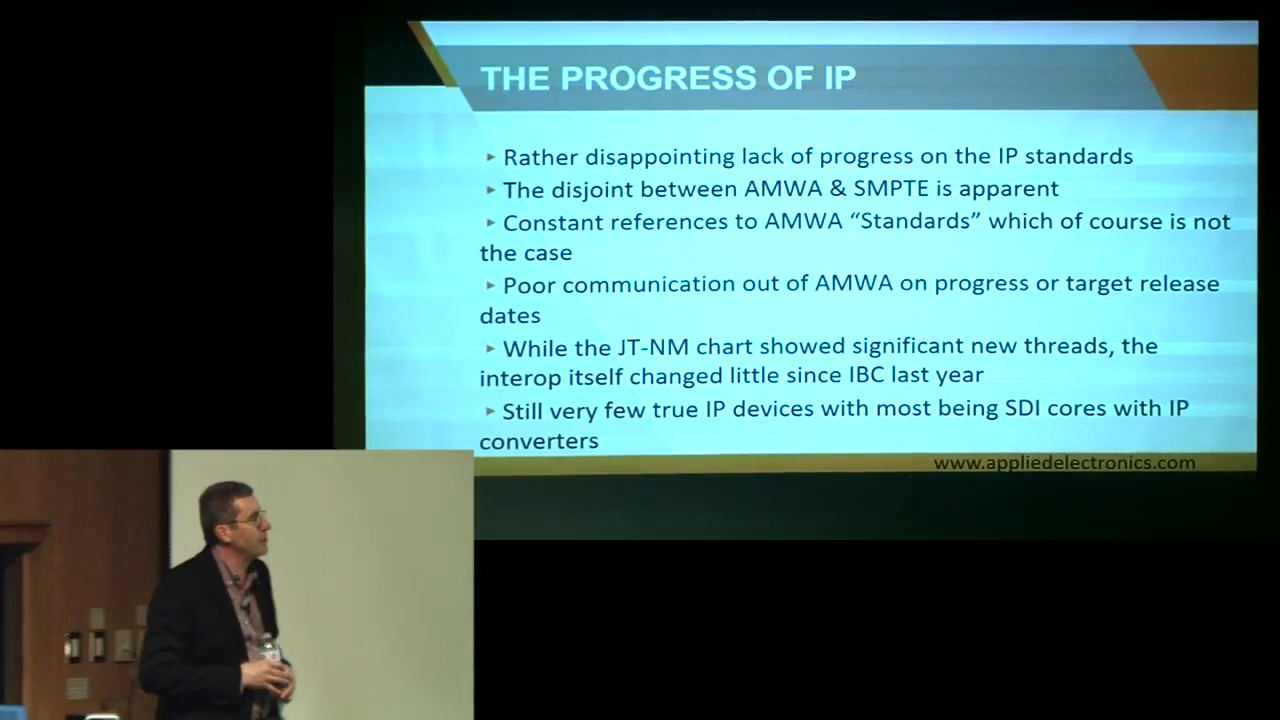 THE PROGRESS OF IP
▸ Rather disappointing lack of progress on the IP standards
▸ The disjoint between AMWA & SMPTE is apparent
▸ Constant references to AMWA “Standards” which of course is not
the case
▸ Poor communication out of AMWA on progress or target release
dates
▸ While the JT-NM chart showed significant new threads, the
interop itself changed little since IBC last year
▸ Still very few true IP devices with most being SDI cores with IP
converters
www.appliedelectronics.com